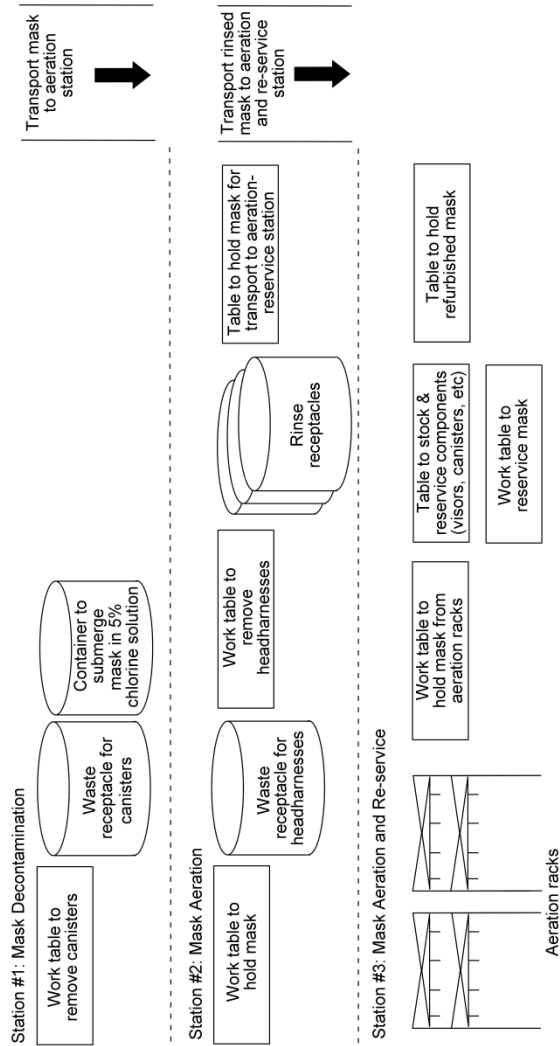 Station #1: Mask Decontamination
Work table to
remove canisters
Waste
receptacle for
canisters
Container to
submerge
mask in 5%
chlorine solution
Transport mask
to aeration
station
Station #2: Mask Aeration
Work table to
hold mask
Waste
receptacle for
headharnesses
Work table to
remove
headharnesses
Rinse
receptacles
Table to hold mask for
transport to aeration-
reservice station
Transport rinsed
mask to aeration
and re-service
station
Station #3: Mask Aeration and Re-service
Aeration racks
Work table to
hold mask from
aeration racks
Table to stock &
reservice components
(visors, canisters, etc)
Work table to
reservice mask
Table to hold
refurbished mask